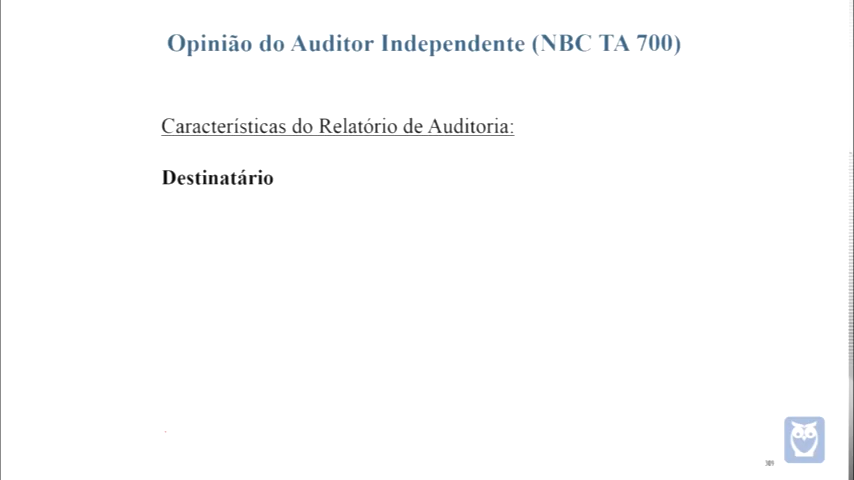 Opinião do Auditor Independente (NBC TA 700)
Características do Relatório de Auditoria:
Destinatário